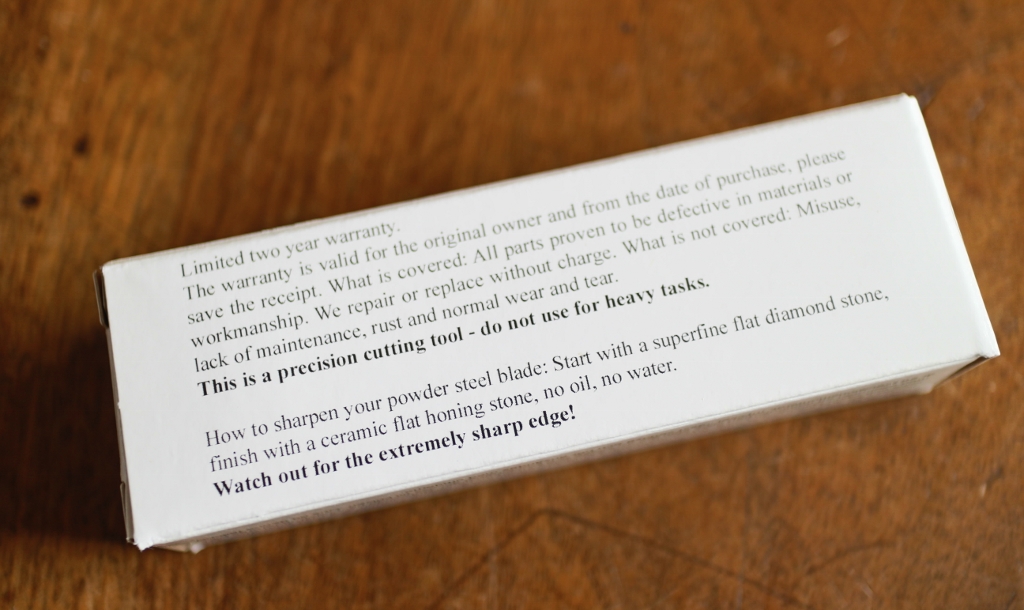 Limited two year warranty.
The warranty is valid for the original owner and from the date of purchase, please
save the receipt. What is covered: All parts proven to be defective in materials or
workmanship. We repair or replace without charge. What is not covered: Misuse,
lack of maintenance, rust and normal wear and tear.
This is a precision cutting tool - do not use for heavy tasks.
How to sharpen your powder steel blade: Start with a superfine flat diamond stone,
finish with a ceramic flat honing stone, no oil, no water.
Watch out for the extremely sharp edge!